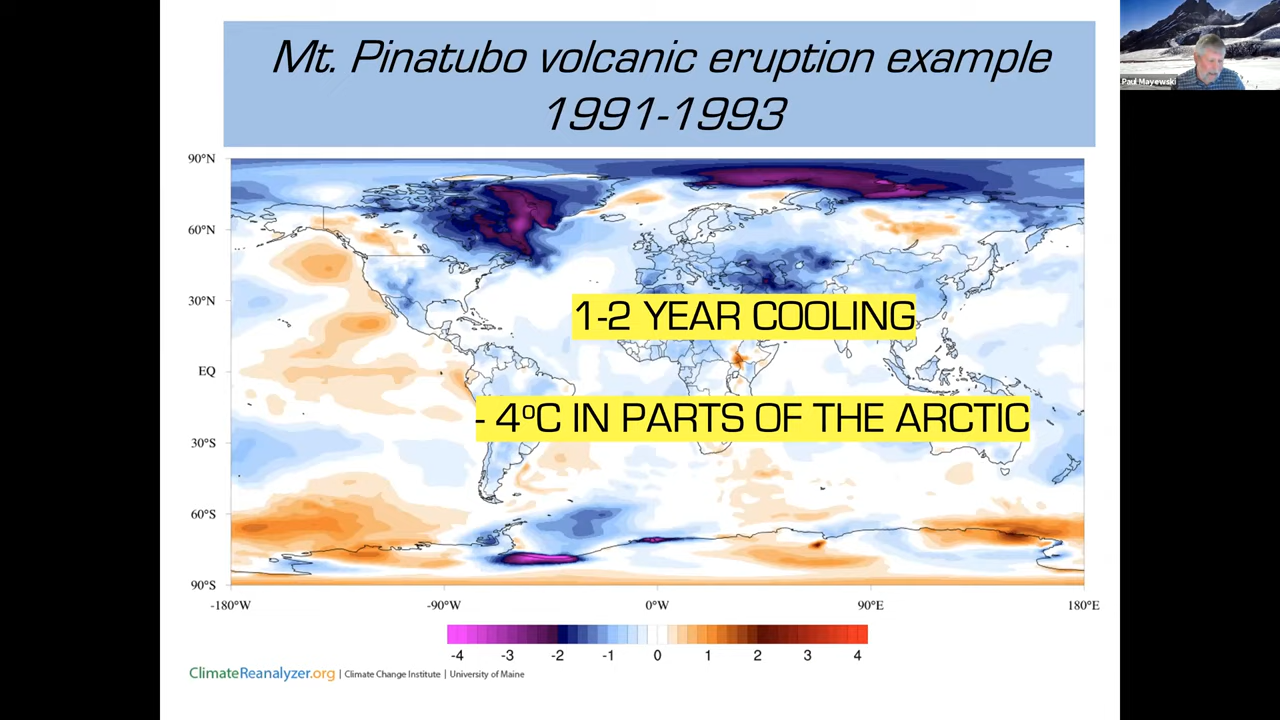 Mt. Pinatubo volcanic eruption example
1991-1993
Paul Mayewski
90°N
60°N
30°N
EQ
30°S
60°S
90°S
1-2 YEAR COOLING
- 4ºC IN PARTS OF THE ARCTIC
-180°W -90°W 0°W 90°E 180°E
-4 -3 -2 -1 0 1 2 3 4
ClimateReanalyzer.org | Climate Change Institute | University of Maine